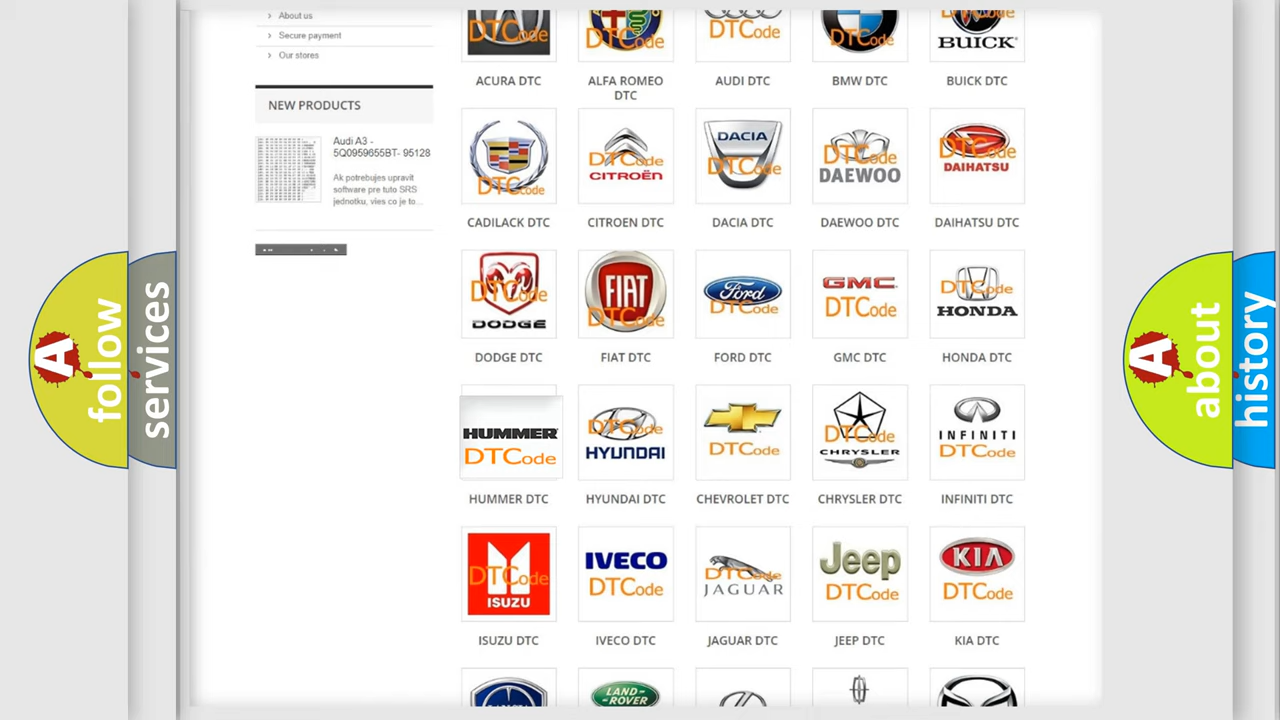 About us
Secure payment
Our stores
NEW PRODUCTS
Audi A3 -
5Q0959655BT- 95128
Ak potrebujes upravit
software pre tuto SRS
jednotku, vies co je to...
DTCode
DTCode
DTCode
DTCode
DTCode
BUICK
ACURA DTC
ALFA ROMEO
DTC
AUDI DTC
BMW DTC
BUICK DTC
DTCode
DTCode
CITROËN
DACIA
DTCode
DTCode
DAEWOO
DTCode
DAIHATSU
CADILACK DTC
CITROEN DTC
DACIA DTC
DAEWOO DTC
DAIHATSU DTC
DTCode
DODGE
FIAT
DTCode
Ford
DTCode
GMC
DTCode
DTCode
HONDA
DODGE DTC
FIAT DTC
FORD DTC
GMC DTC
HONDA DTC
HUMMER
DTCode
DTCode
HYUNDAI
DTCode
DTCode
CHRYSLER
INFINITI
DTCode
HUMMER DTC
HYUNDAI DTC
CHEVROLET DTC
CHRYSLER DTC
INFINITI DTC
DTCode
ISUZU
IVECO
DTCode
DTCode
JAGUAR
Jeep
DTCode
KIA
DTCode
ISUZU DTC
IVECO DTC
JAGUAR DTC
JEEP DTC
KIA DTC
LAND-
ROVER
A
follow
services
A
about
history